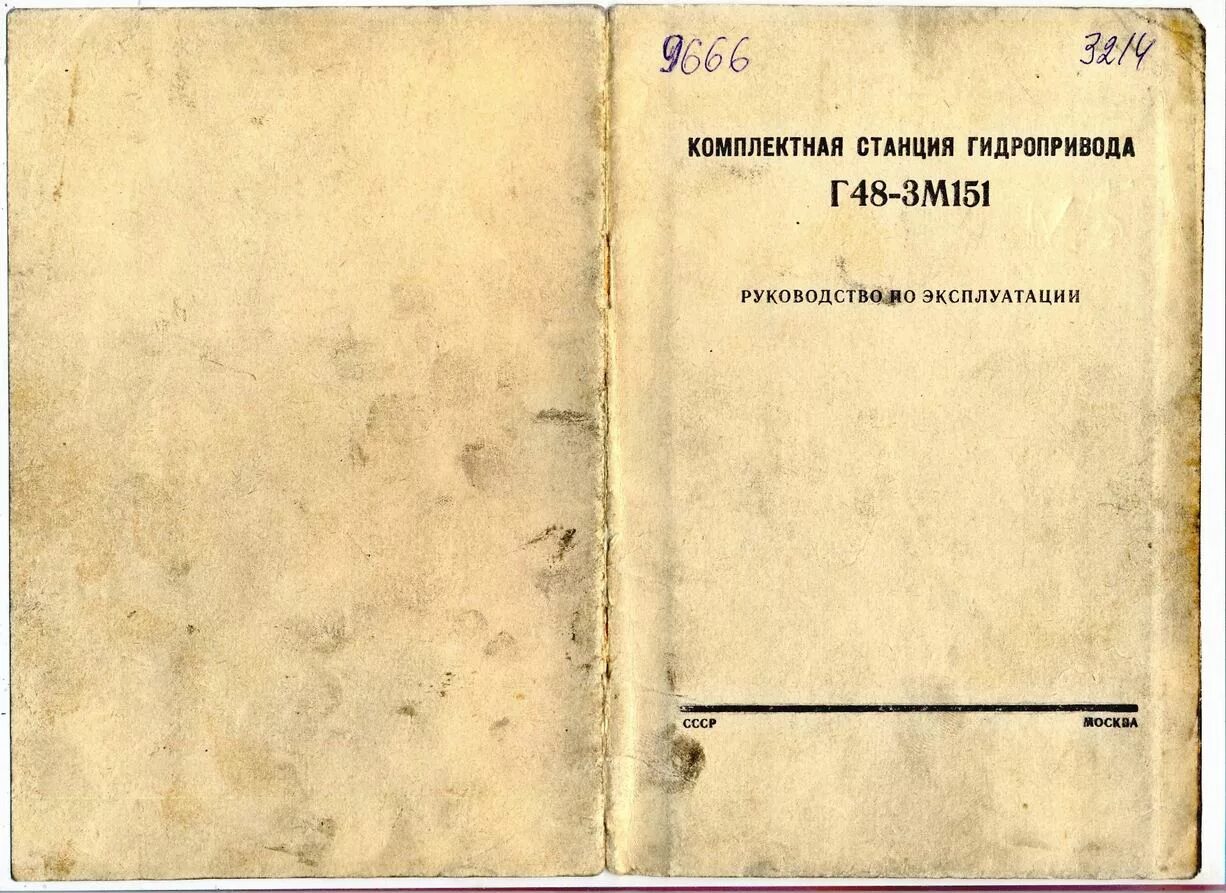 9666 3214
КОМПЛЕКТНАЯ СТАНЦИЯ ГИДРОПРИВОДА
Г48-3М151
РУКОВОДСТВО ПО ЭКСПЛУАТАЦИИ
СССР МОСКВА